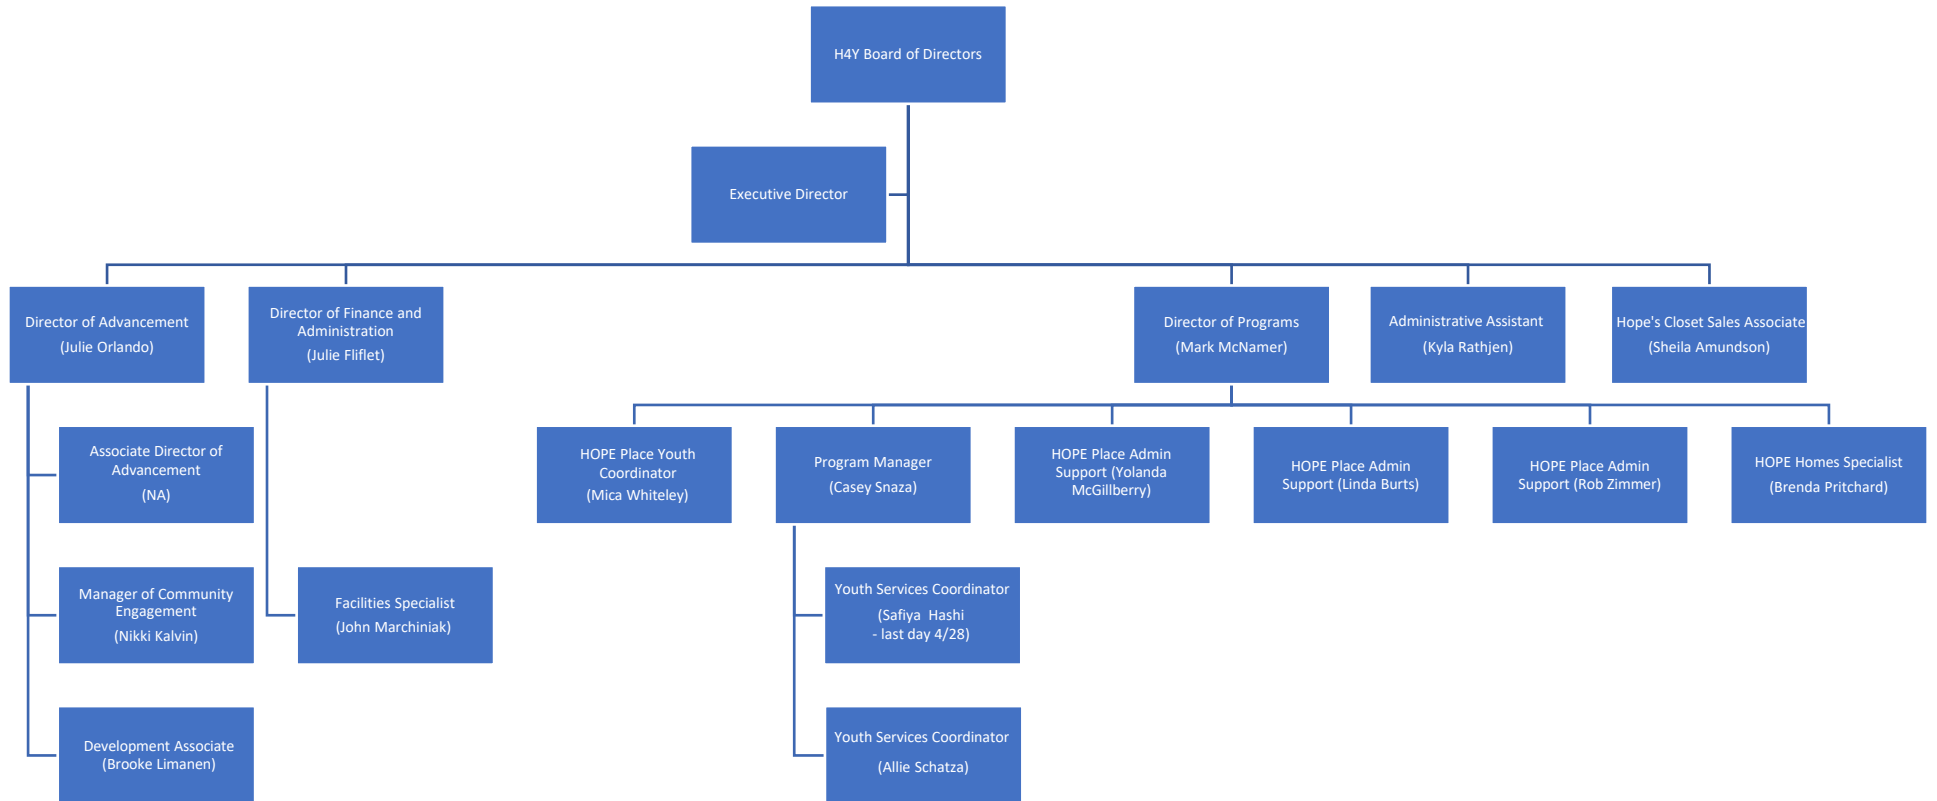 H4Y Board of Directors
Executive Director
Director of Advancement
(Julie Orlando)
Director of Finance and
Administration
(Julie Fliflet)
Director of Programs
(Mark McNamer)
Administrative Assistant
(Kyla Rathjen)
Hope's Closet Sales Associate
(Sheila Amundson)
Associate Director of
Advancement
(NA)
HOPE Place Youth
Coordinator
(Mica Whiteley)
Program Manager
(Casey Snaza)
HOPE Place Admin
Support (Yolanda
McGillberry)
HOPE Place Admin
Support (Linda Burts)
HOPE Place Admin
Support (Rob Zimmer)
HOPE Homes Specialist
(Brenda Pritchard)
Manager of Community
Engagement
(Nikki Kalvin)
Facilities Specialist
(John Marchiniak)
Youth Services Coordinator
(Safiya  Hashi
- last day 4/28)
Development Associate
(Brooke Limanen)
Youth Services Coordinator
(Allie Schatza)